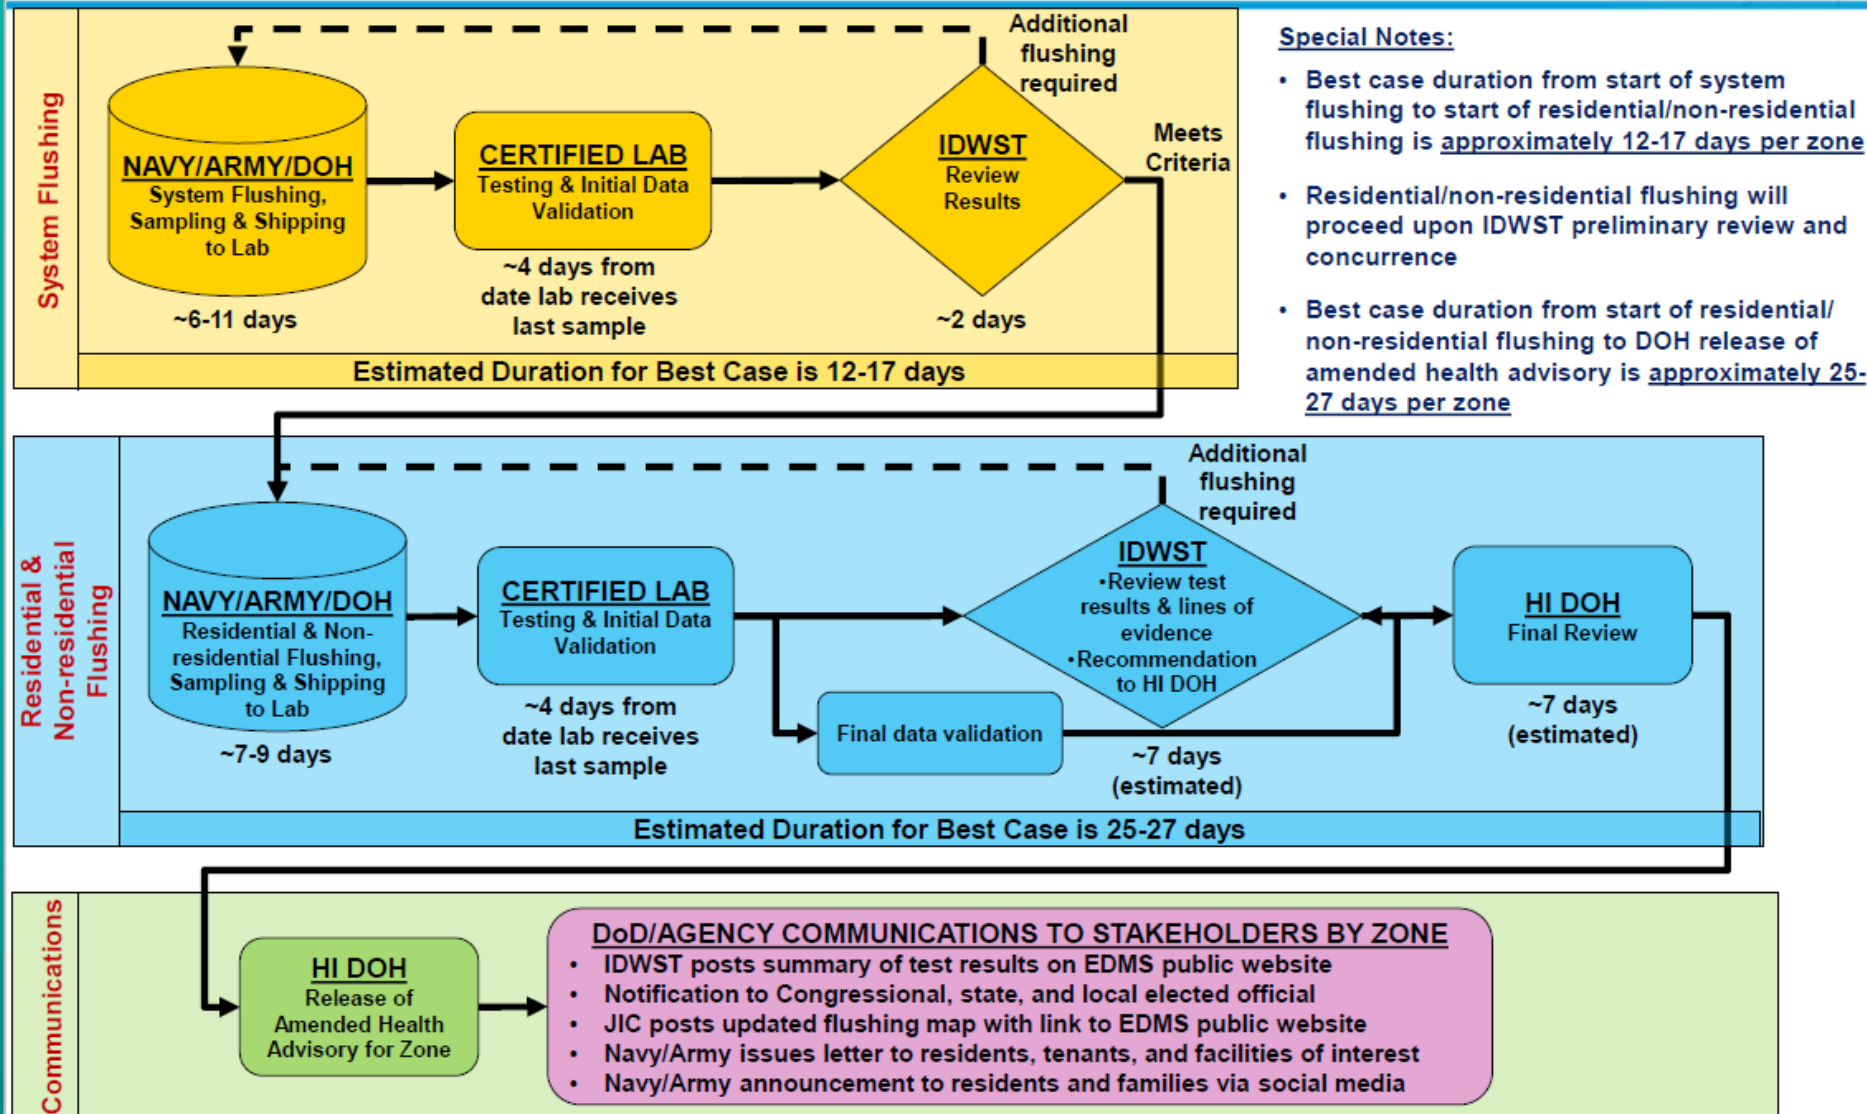 System Flushing
Additional
flushing
required
NAVY/ARMY/DOH
System Flushing,
Sampling & Shipping
to Lab
~6-11 days
CERTIFIED LAB
Testing & Initial Data
Validation
~4 days from
date lab receives
last sample
IDWST
Review
Results
~2 days
Meets
Criteria
Estimated Duration for Best Case is 12-17 days
Special Notes:
• Best case duration from start of system
flushing to start of residential/non-residential
flushing is approximately 12-17 days per zone
• Residential/non-residential flushing will
proceed upon IDWST preliminary review and
concurrence
• Best case duration from start of residential/
non-residential flushing to DOH release of
amended health advisory is approximately 25-
27 days per zone
Residential &
Non-residential
Flushing
Additional
flushing
required
NAVY/ARMY/DOH
Residential & Non-
residential Flushing,
Sampling & Shipping
to Lab
~7-9 days
CERTIFIED LAB
Testing & Initial Data
Validation
~4 days from
date lab receives
last sample
Final data validation
IDWST
•Review test
results & lines of
evidence
•Recommendation
to HI DOH
~7 days
(estimated)
HI DOH
Final Review
~7 days
(estimated)
Estimated Duration for Best Case is 25-27 days
Communications
HI DOH
Release of
Amended Health
Advisory for Zone
DoD/AGENCY COMMUNICATIONS TO STAKEHOLDERS BY ZONE
• IDWST posts summary of test results on EDMS public website
• Notification to Congressional, state, and local elected official
• JIC posts updated flushing map with link to EDMS public website
• Navy/Army issues letter to residents, tenants, and facilities of interest
• Navy/Army announcement to residents and families via social media